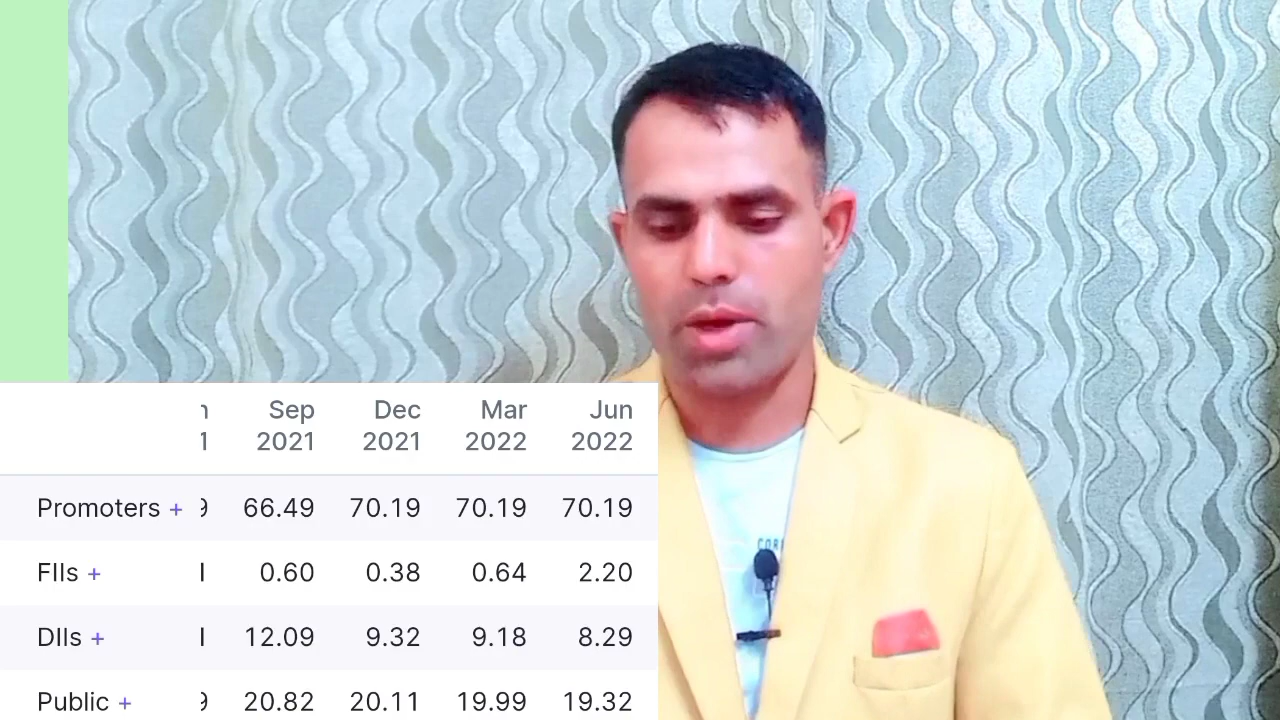 Sep Dec Mar Jun
2021 2021 2022 2022
Promoters + 66.49 70.19 70.19 70.19
FIIs + 0.60 0.38 0.64 2.20
DIIs + 12.09 9.32 9.18 8.29
Public + 20.82 20.11 19.99 19.32